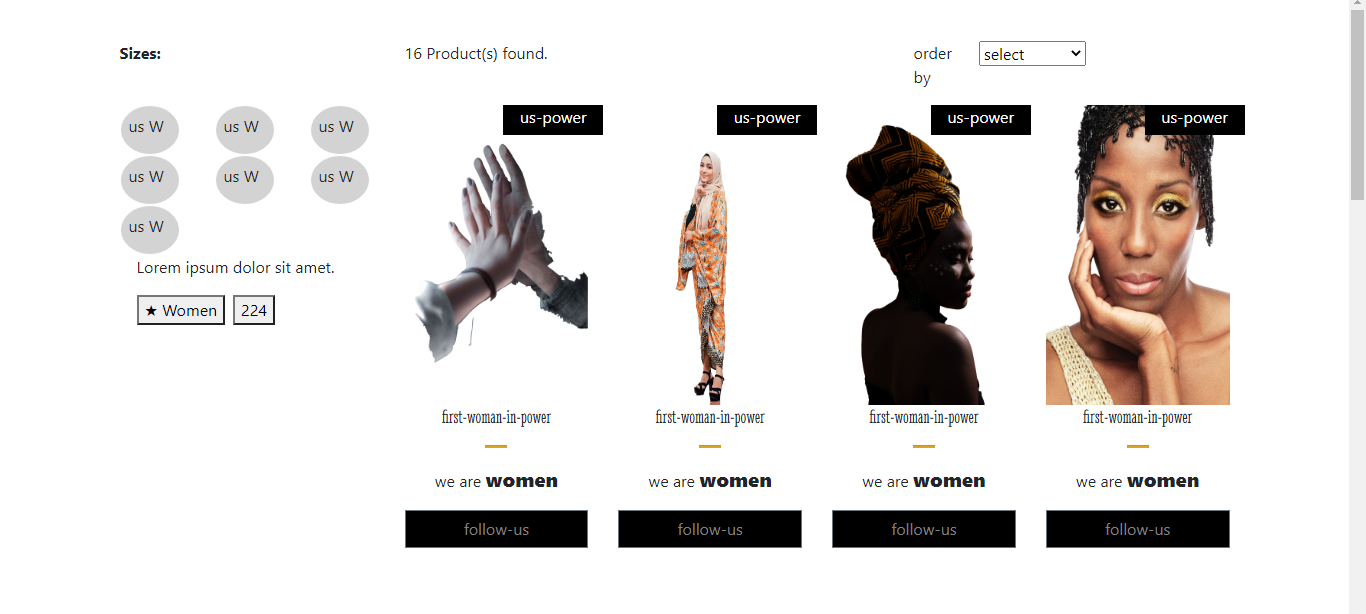 Sizes:
16 Product(s) found.
order by
select
us W us W us W
us W us W us W
us W
Lorem ipsum dolor sit amet.
★ Women 224
us-power us-power us-power us-power
first-woman-in-power first-woman-in-power first-woman-in-power first-woman-in-power
we are women we are women we are women we are women
follow-us follow-us follow-us follow-us